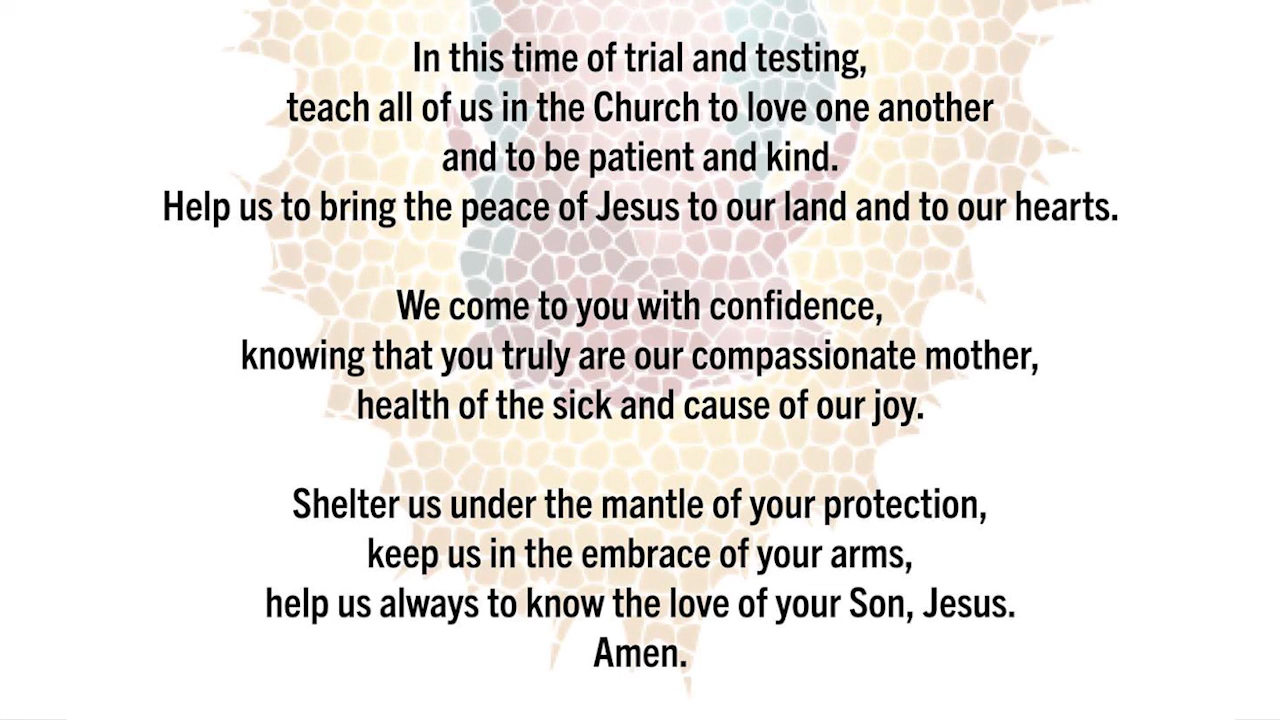 In this time of trial and testing,
teach all of us in the Church to love one another
and to be patient and kind.
Help us to bring the peace of Jesus to our land and to our hearts.
We come to you with confidence,
knowing that you truly are our compassionate mother,
health of the sick and cause of our joy.
Shelter us under the mantle of your protection,
keep us in the embrace of your arms,
help us always to know the love of your Son, Jesus.
Amen.